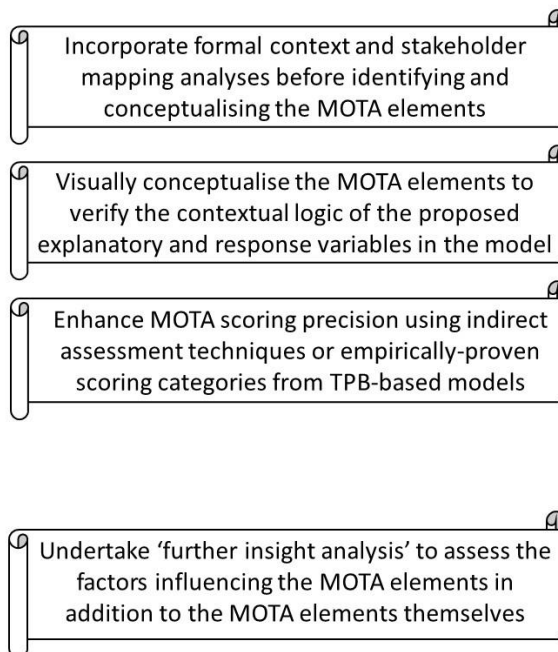 Incorporate formal context and stakeholder
mapping analyses before identifying and
conceptualising the MOTA elements
Visually conceptualise the MOTA elements to
verify the contextual logic of the proposed
explanatory and response variables in the model
Enhance MOTA scoring precision using indirect
assessment techniques or empirically-proven
scoring categories from TPB-based models
Undertake ‘further insight analysis’ to assess the
factors influencing the MOTA elements in
addition to the MOTA elements themselves